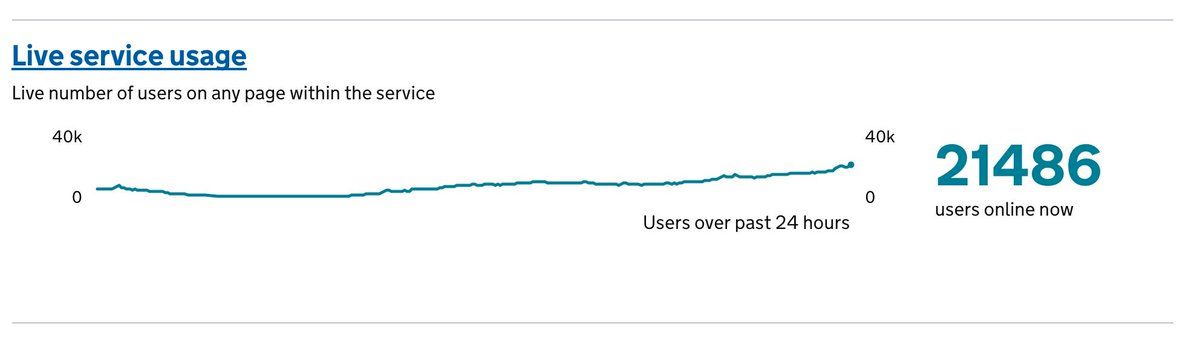 Live service usage
Live number of users on any page within the service
40k
0
40k
0
Users over past 24 hours
21486
users online now